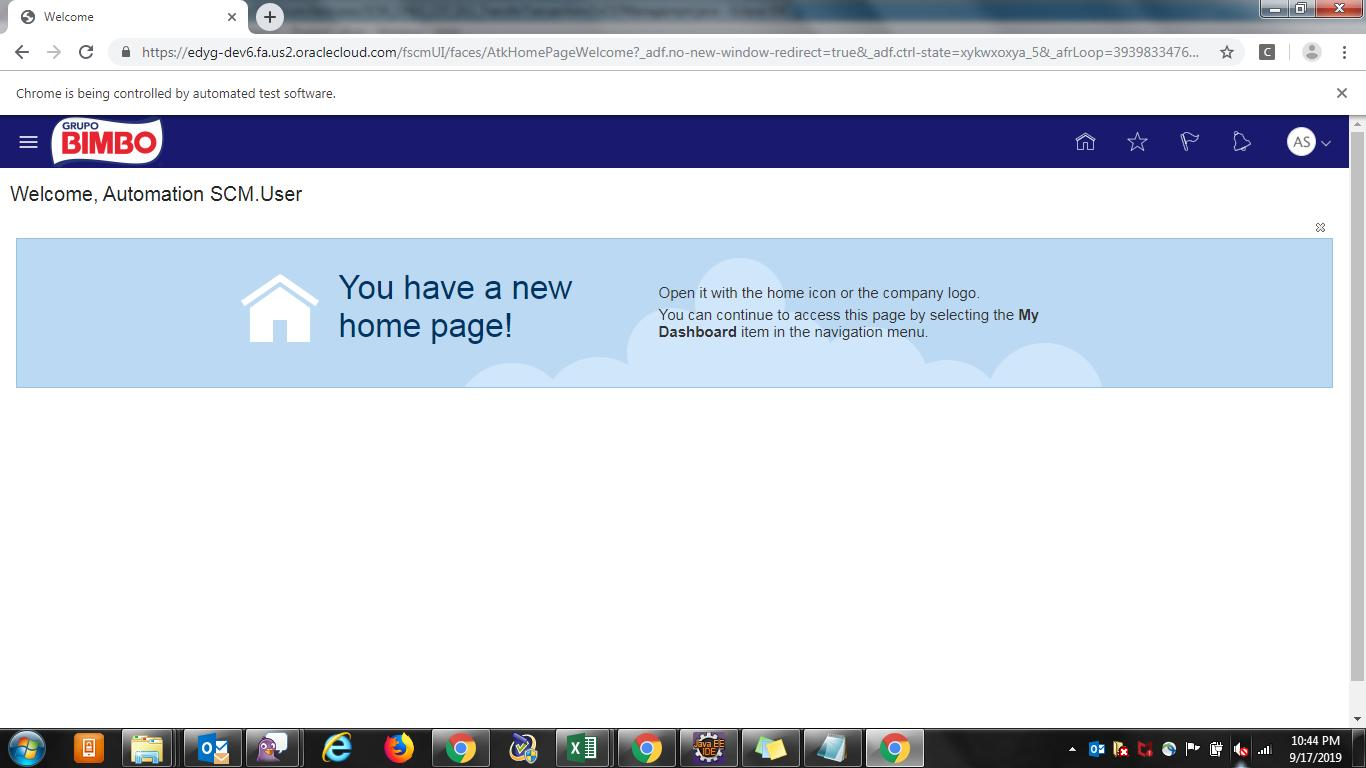 Welcome
https://edyg-dev6.fa.us2.oraclecloud.com/fscmUI/faces/AtkHomePageWelcome?_adf.no-new-window-redirect=true&_adf.ctrl-state=xykwxoxya_5&_afrLoop=3939833476...
C
Chrome is being controlled by automated test software.
GRUPO
BIMBO
AS
Welcome, Automation SCM.User
You have a new
home page!
Open it with the home icon or the company logo.
You can continue to access this page by selecting the My
Dashboard item in the navigation menu.
Java EE
IDE
10:44 PM
9/17/2019